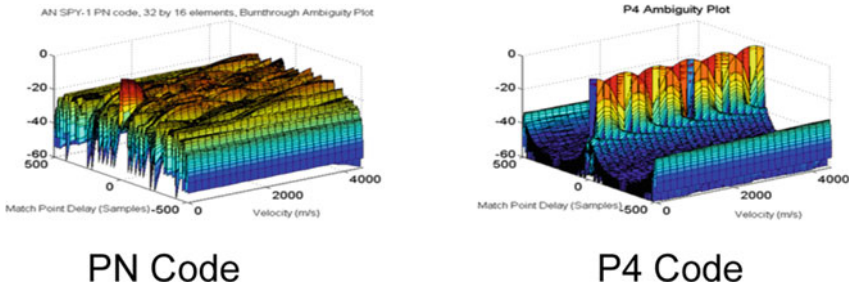 AN SPY-1 PN code, 32 by 16 elements, Burnthrough Ambiguity Plot
0
-20
-40
-60
500
0
-500
0
2000
4000
Match Point Delay (Samples)
Velocity (m/s)
PN Code
P4 Ambiguity Plot
0
-20
-40
-60
500
0
-500
0
2000
4000
Match Point Delay (Samples)
Velocity (m/s)
P4 Code